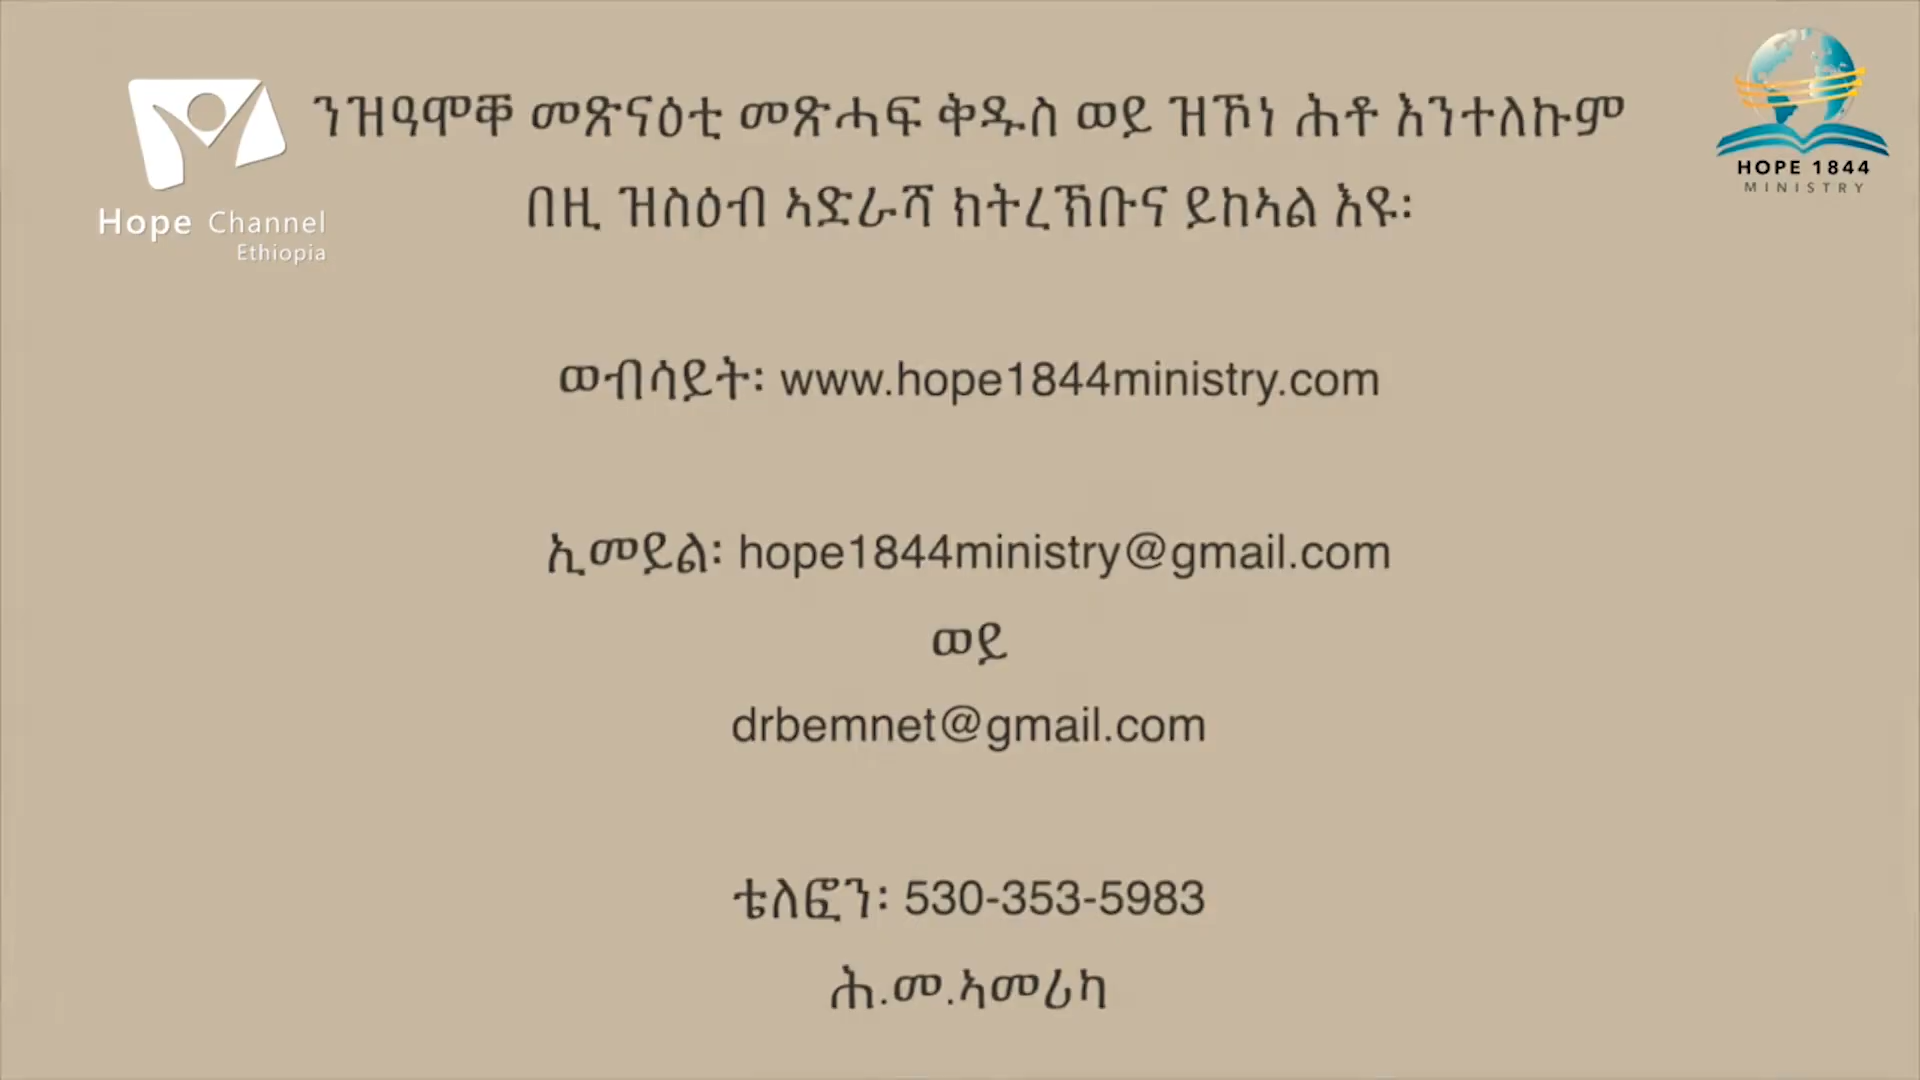 ንዝዓሞቐ መጽናዕቲ መጽሓፍ ቅዱስ ወይ ዝኾነ ሕቶ እንተለኩም
በዚ ዝስዕብ ኣድራሻ ክትረኽቡና ይከኣል እዩ፡
Hope Channel
Ethiopia
HOPE 1844
MINISTRY
ወብሳይት፡ www.hope1844ministry.com
ኢመይል፡ hope1844ministry@gmail.com
ወይ
drbemnet@gmail.com
ቴለፎን፡ 530-353-5983
ሕ.መ.ኣመሪካ